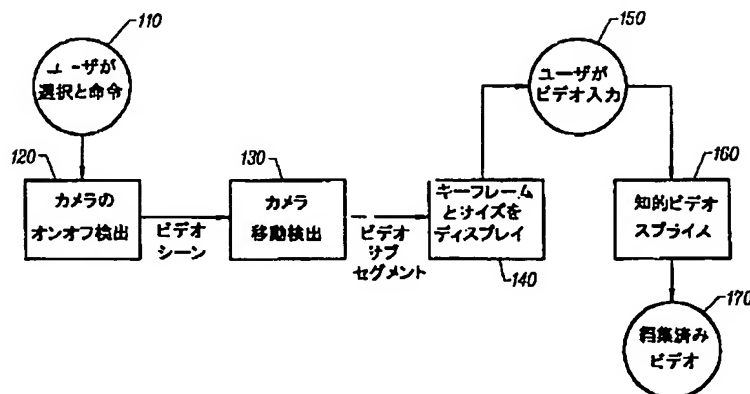 110
ユーザが
選択と命令
120
カメラの
オンオフ検出
ビデオ
シーン
130
カメラ
移動検出
ビデオ
サブ
セグメント
キーフレーム
とサイズを
ディスプレイ
140
150
ユーザが
ビデオ入力
160
知的ビデオ
スプライス
170
編集済み
ビデオ